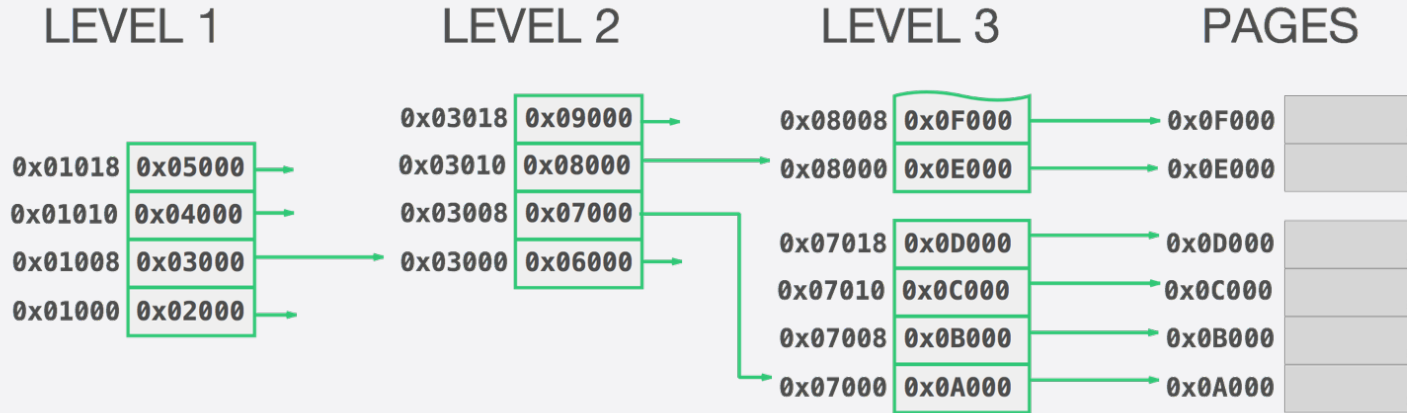 LEVEL 1
0x01018 0x05000
0x01010 0x04000
0x01008 0x03000
0x01000 0x02000
LEVEL 2
0x03018 0x09000
0x03010 0x08000
0x03008 0x07000
0x03000 0x06000
LEVEL 3
0x08008 0x0F000
0x08000 0x0E000
0x07018 0x0D000
0x07010 0x0C000
0x07008 0x0B000
0x07000 0x0A000
PAGES
0x0F000
0x0E000
0x0D000
0x0C000
0x0B000
0x0A000